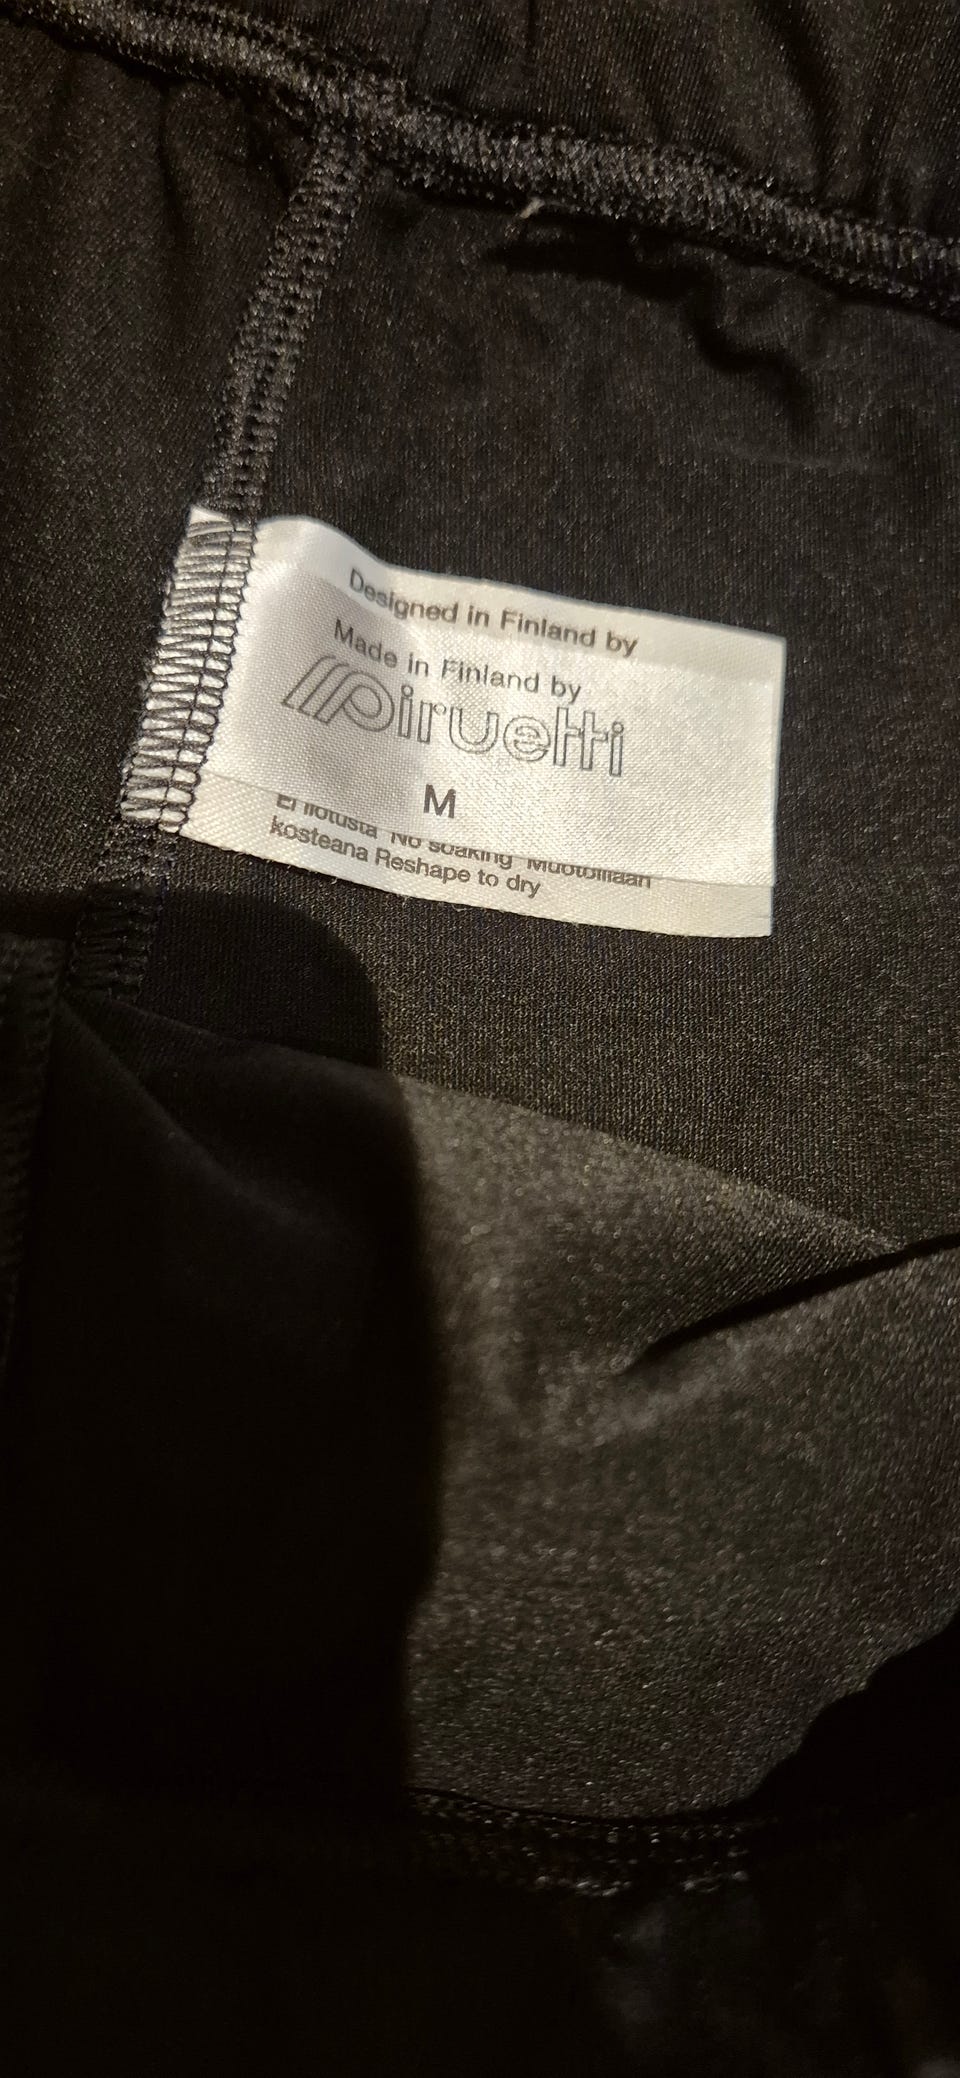 Designed in Finland by
Made in Finland by
Piruetti
M
Ei liotusta No soaking Muotoillaan
kosteana Reshape to dry